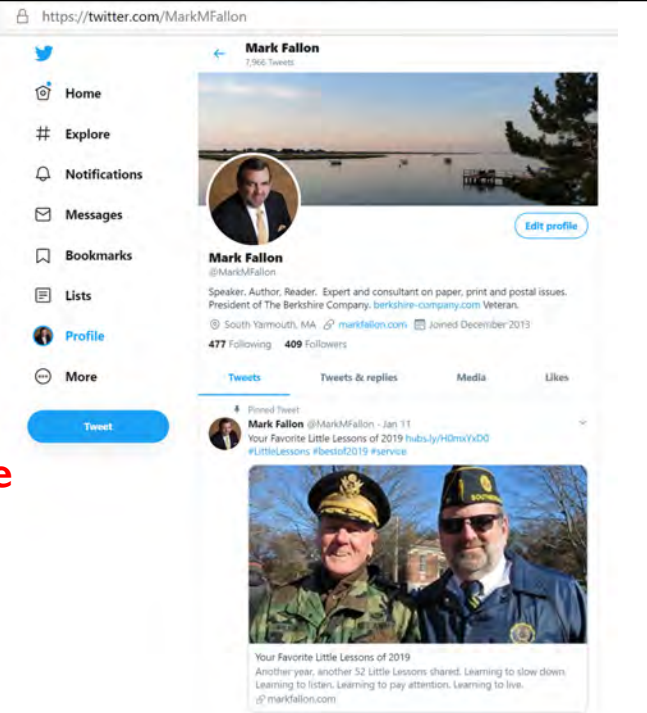 https://twitter.com/MarkMFallon
Mark Fallon
7,966 Tweets
Home
Explore
Notifications
Messages
Bookmarks
Lists
Profile
More
Tweet
e
Edit profile
Mark Fallon
@MarkMFallon
Speaker. Author, Reader. Expert and consultant on paper, print and postal issues.
President of The Berkshire Company. berkshire-company.com Veteran.
South Yarmouth, MA markfallon.com Joined December 2013
477 Following 409 Followers
Tweets Tweets & replies Media Likes
Pinned Tweet
Mark Fallon @MarkMFallon · Jan 11
Your Favorite Little Lessons of 2019 hubs.ly/H0mxYxD0
#LittleLessons #bestof2019 #service
Your Favorite Little Lessons of 2019
Another year, another 52 Little Lessons shared. Learning to slow down.
Learning to listen. Learning to pay attention. Learning to live.
markfallon.com